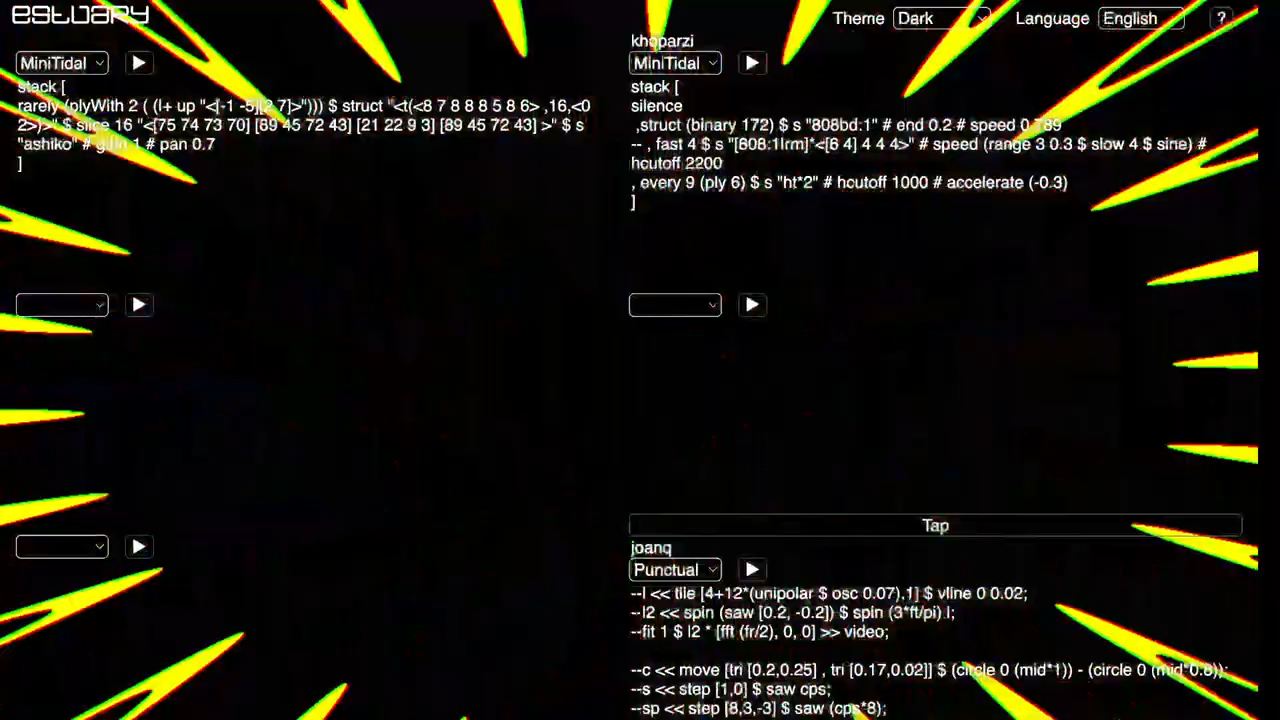 estuary
Theme Dark Language English ?
MiniTidal
stack [
rarely (plyWith 2 ( (|+ up "<[-1 -5][2 7]>"))) $ struct "<t(<8 7 8 8 8 5 8 6> ,16,<0
2>)>" $ slice 16 "<[75 74 73 70] [89 45 72 43] [21 22 9 3] [89 45 72 43] >" $ s
"ashiko" # gain 1 # pan 0.7
]
khoparzi
MiniTidal
stack [
silence
,struct (binary 172) $ s "808bd:1" # end 0.2 # speed 0.789
-- , fast 4 $ s "[808:1lrm]*<[6 4] 4 4 4>" # speed (range 3 0.3 $ slow 4 $ sine) #
hcutoff 2200
, every 9 (ply 6) $ s "ht*2" # hcutoff 1000 # accelerate (-0.3)
]
Tap
joanq
Punctual
--l << tile [4+12*(unipolar $ osc 0.07),1] $ vline 0 0.02;
--l2 << spin (saw [0.2, -0.2]) $ spin (3*ft/pi) l;
--fit 1 $ l2 * [fft (fr/2), 0, 0] >> video;
--c << move [tri [0.2,0.25] , tri [0.17,0.02]] $ (circle 0 (mid*1)) - (circle 0 (mid*0.8));
--s << step [1,0] $ saw cps;
--sp << step [8,3,-3] $ saw (cps*8);